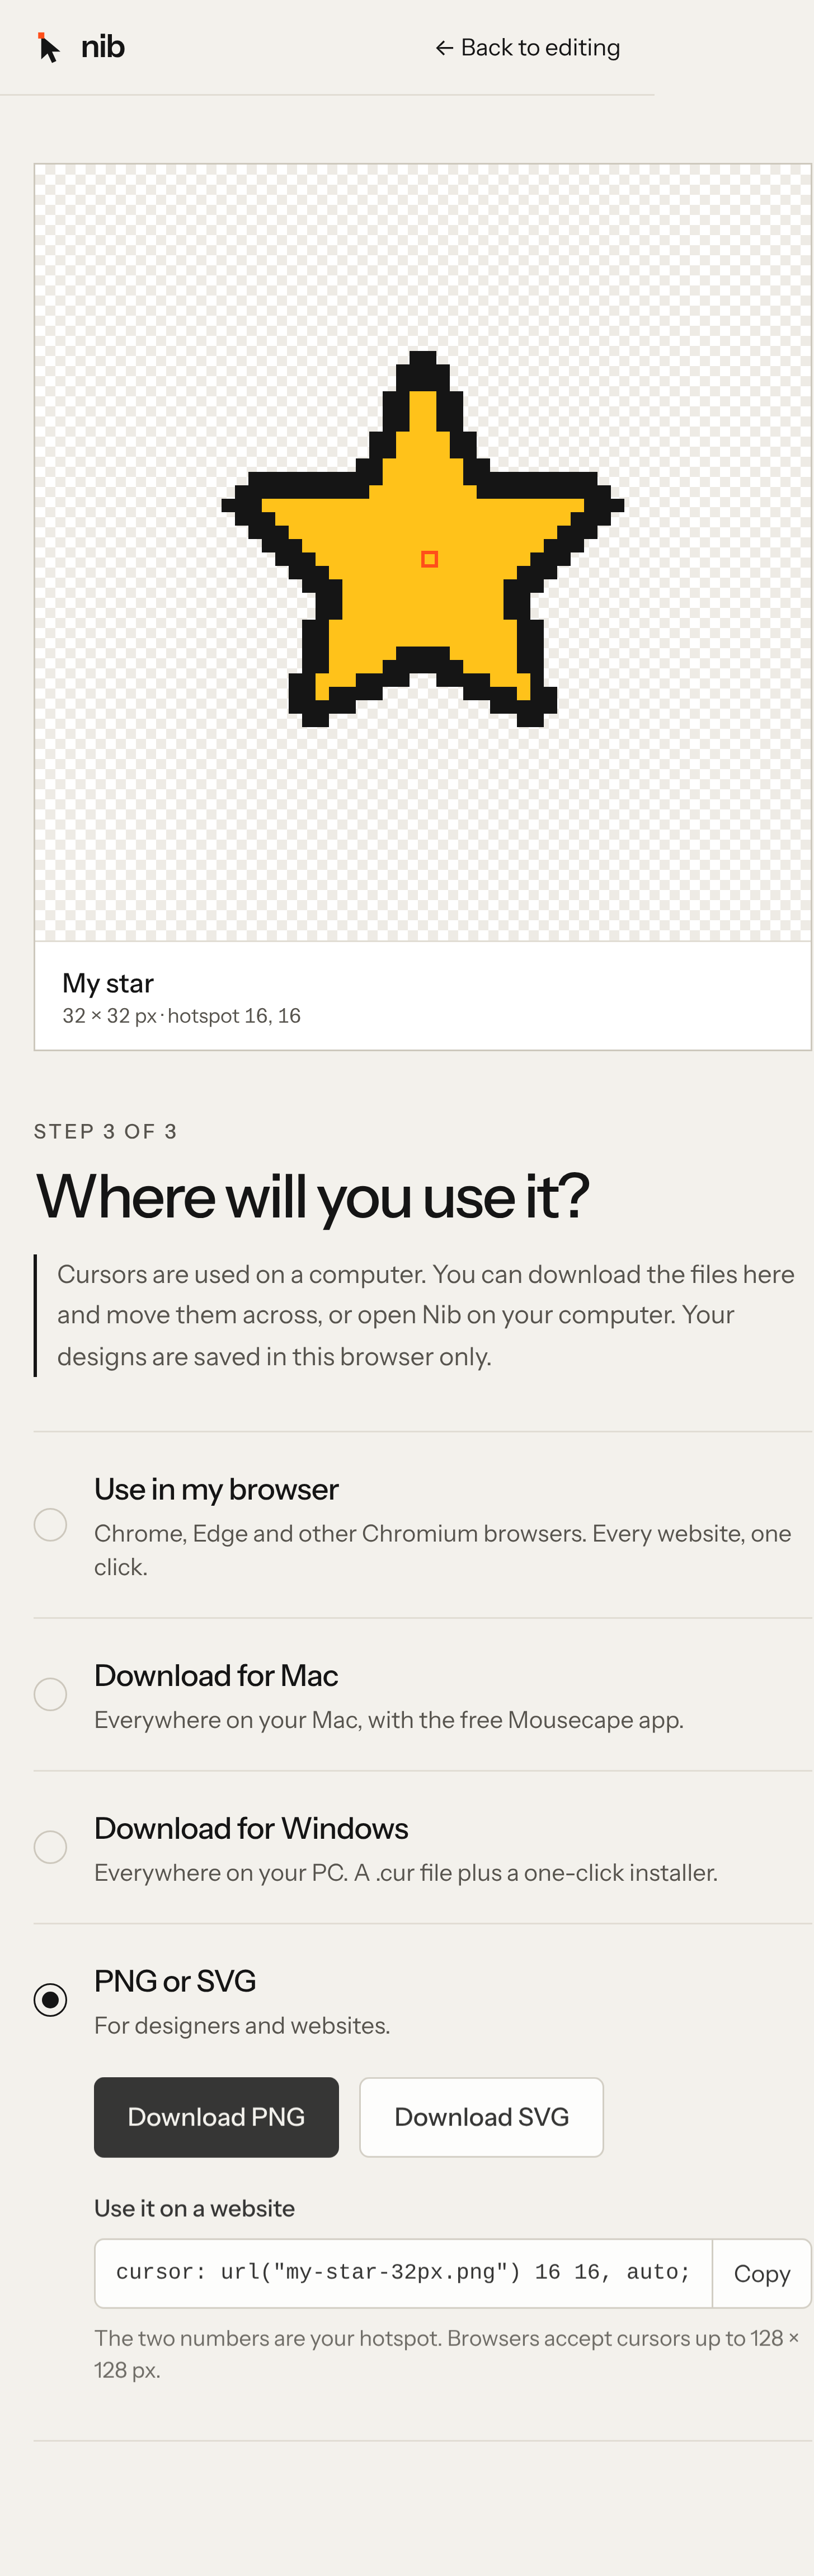 nib
← Back to editing
My star
32 × 32 px · hotspot 16, 16
STEP 3 OF 3
Where will you use it?
Cursors are used on a computer. You can download the files here
and move them across, or open Nib on your computer. Your
designs are saved in this browser only.
Use in my browser
Chrome, Edge and other Chromium browsers. Every website, one
click.
Download for Mac
Everywhere on your Mac, with the free Mousecape app.
Download for Windows
Everywhere on your PC. A .cur file plus a one-click installer.
PNG or SVG
For designers and websites.
Download PNG
Download SVG
Use it on a website
cursor: url("my-star-32px.png") 16 16, auto;
Copy
The two numbers are your hotspot. Browsers accept cursors up to 128 ×
128 px.